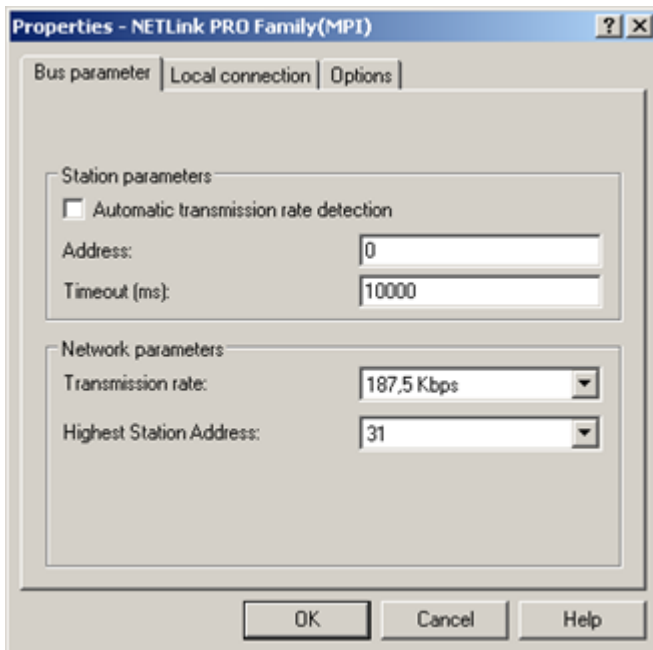 Properties - NETLink PRO Family(MPI)
Bus parameter Local connection Options
Station parameters
Automatic transmission rate detection
Address: 0
Timeout (ms): 10000
Network parameters
Transmission rate: 187,5 Kbps
Highest Station Address: 31
OK Cancel Help